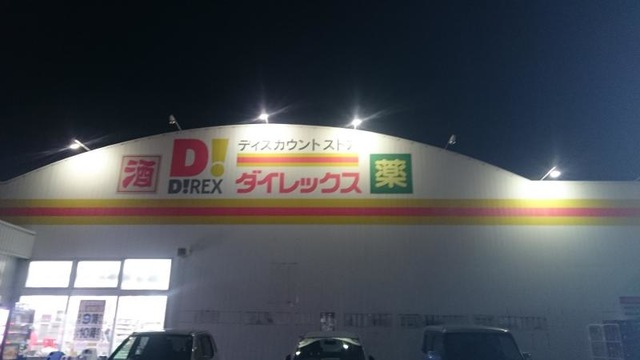 ディスカウントストア
酒
D!
D!REX
ダイレックス
薬